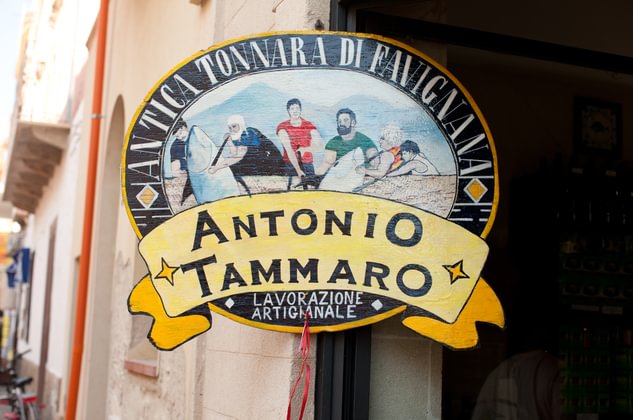 ANTICA TONNARA DI FAVIGNANA
ANTONIO
TAMMARO
LAVORAZIONE
ARTIGIANALE